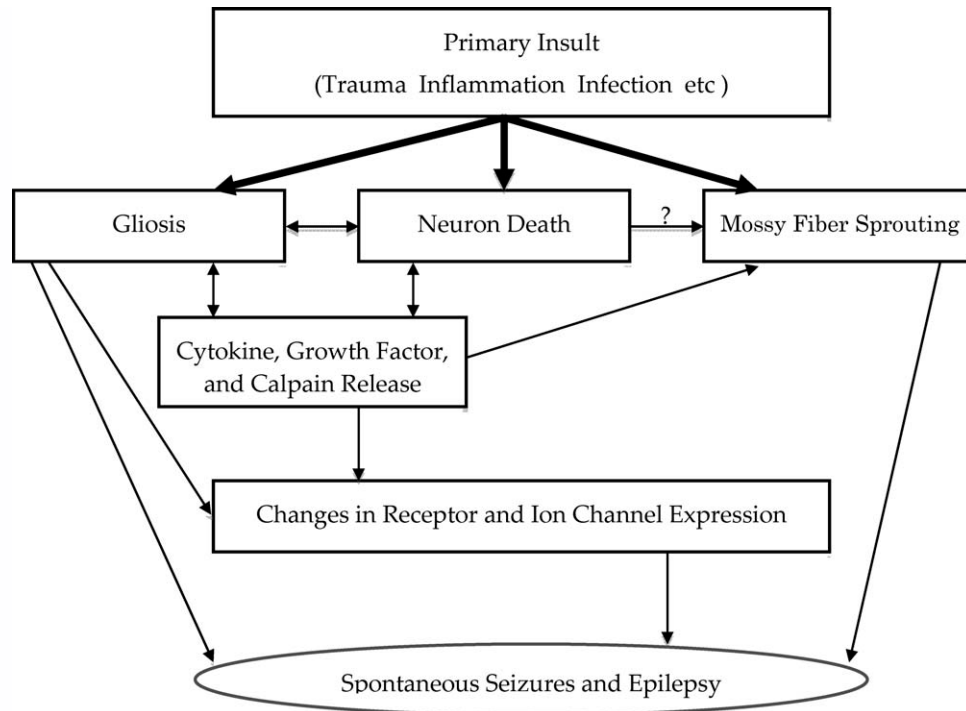 Primary Insult
(Trauma Inflammation Infection etc )
Gliosis
Neuron Death
?
Mossy Fiber Sprouting
Cytokine, Growth Factor,
and Calpain Release
Changes in Receptor and Ion Channel Expression
Spontaneous Seizures and Epilepsy